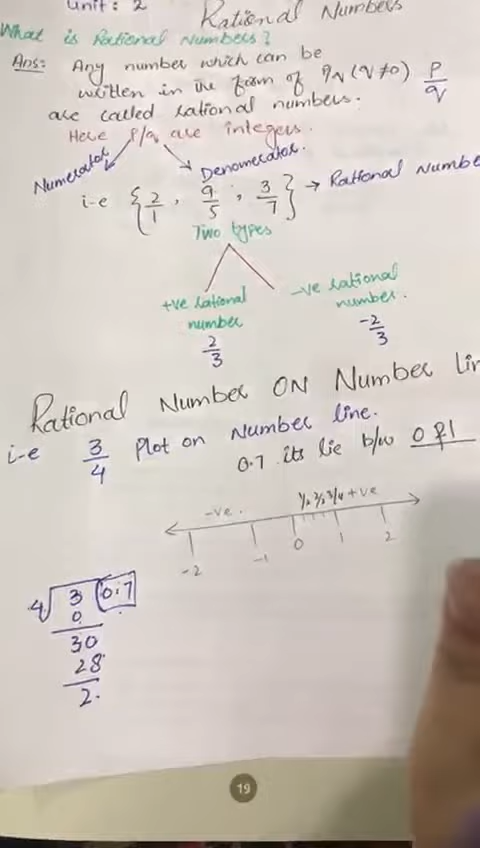 Unit: 2 Rational Numbers
What is Rational Numbers?
Ans: Any number which can be
written in the form of P/q (q≠0) P/q
are called rational numbers.
Here P/q are integers.
Numerator Denomerator.
i-e { 2/1, 9/5, 3/7 } → Rational Numbe
Two types
+ve rational number 2/3
-ve rational number. -2/3
Rational Number ON Number Lin
i-e 3/4 Plot on Number line.
0.7 its lie b/w 0 & 1
-ve. +ve
-2 -1 0 1 2
4 3 0.7
0
30
28
2.
19